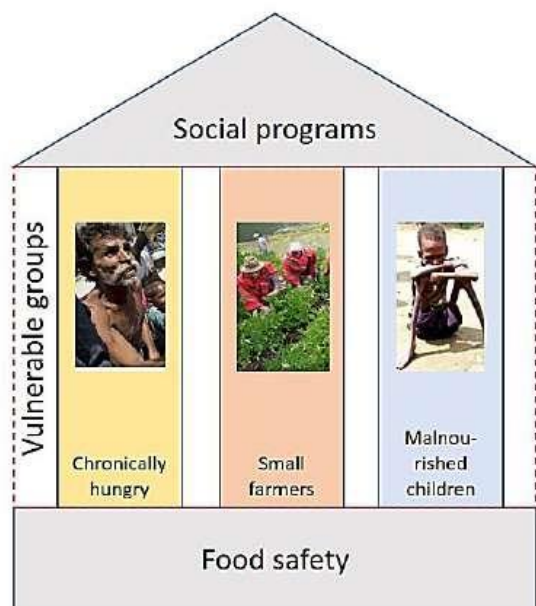 Social programs
Vulnerable groups
Chronically
hungry
Small
farmers
Malnou-
rished
children
Food safety